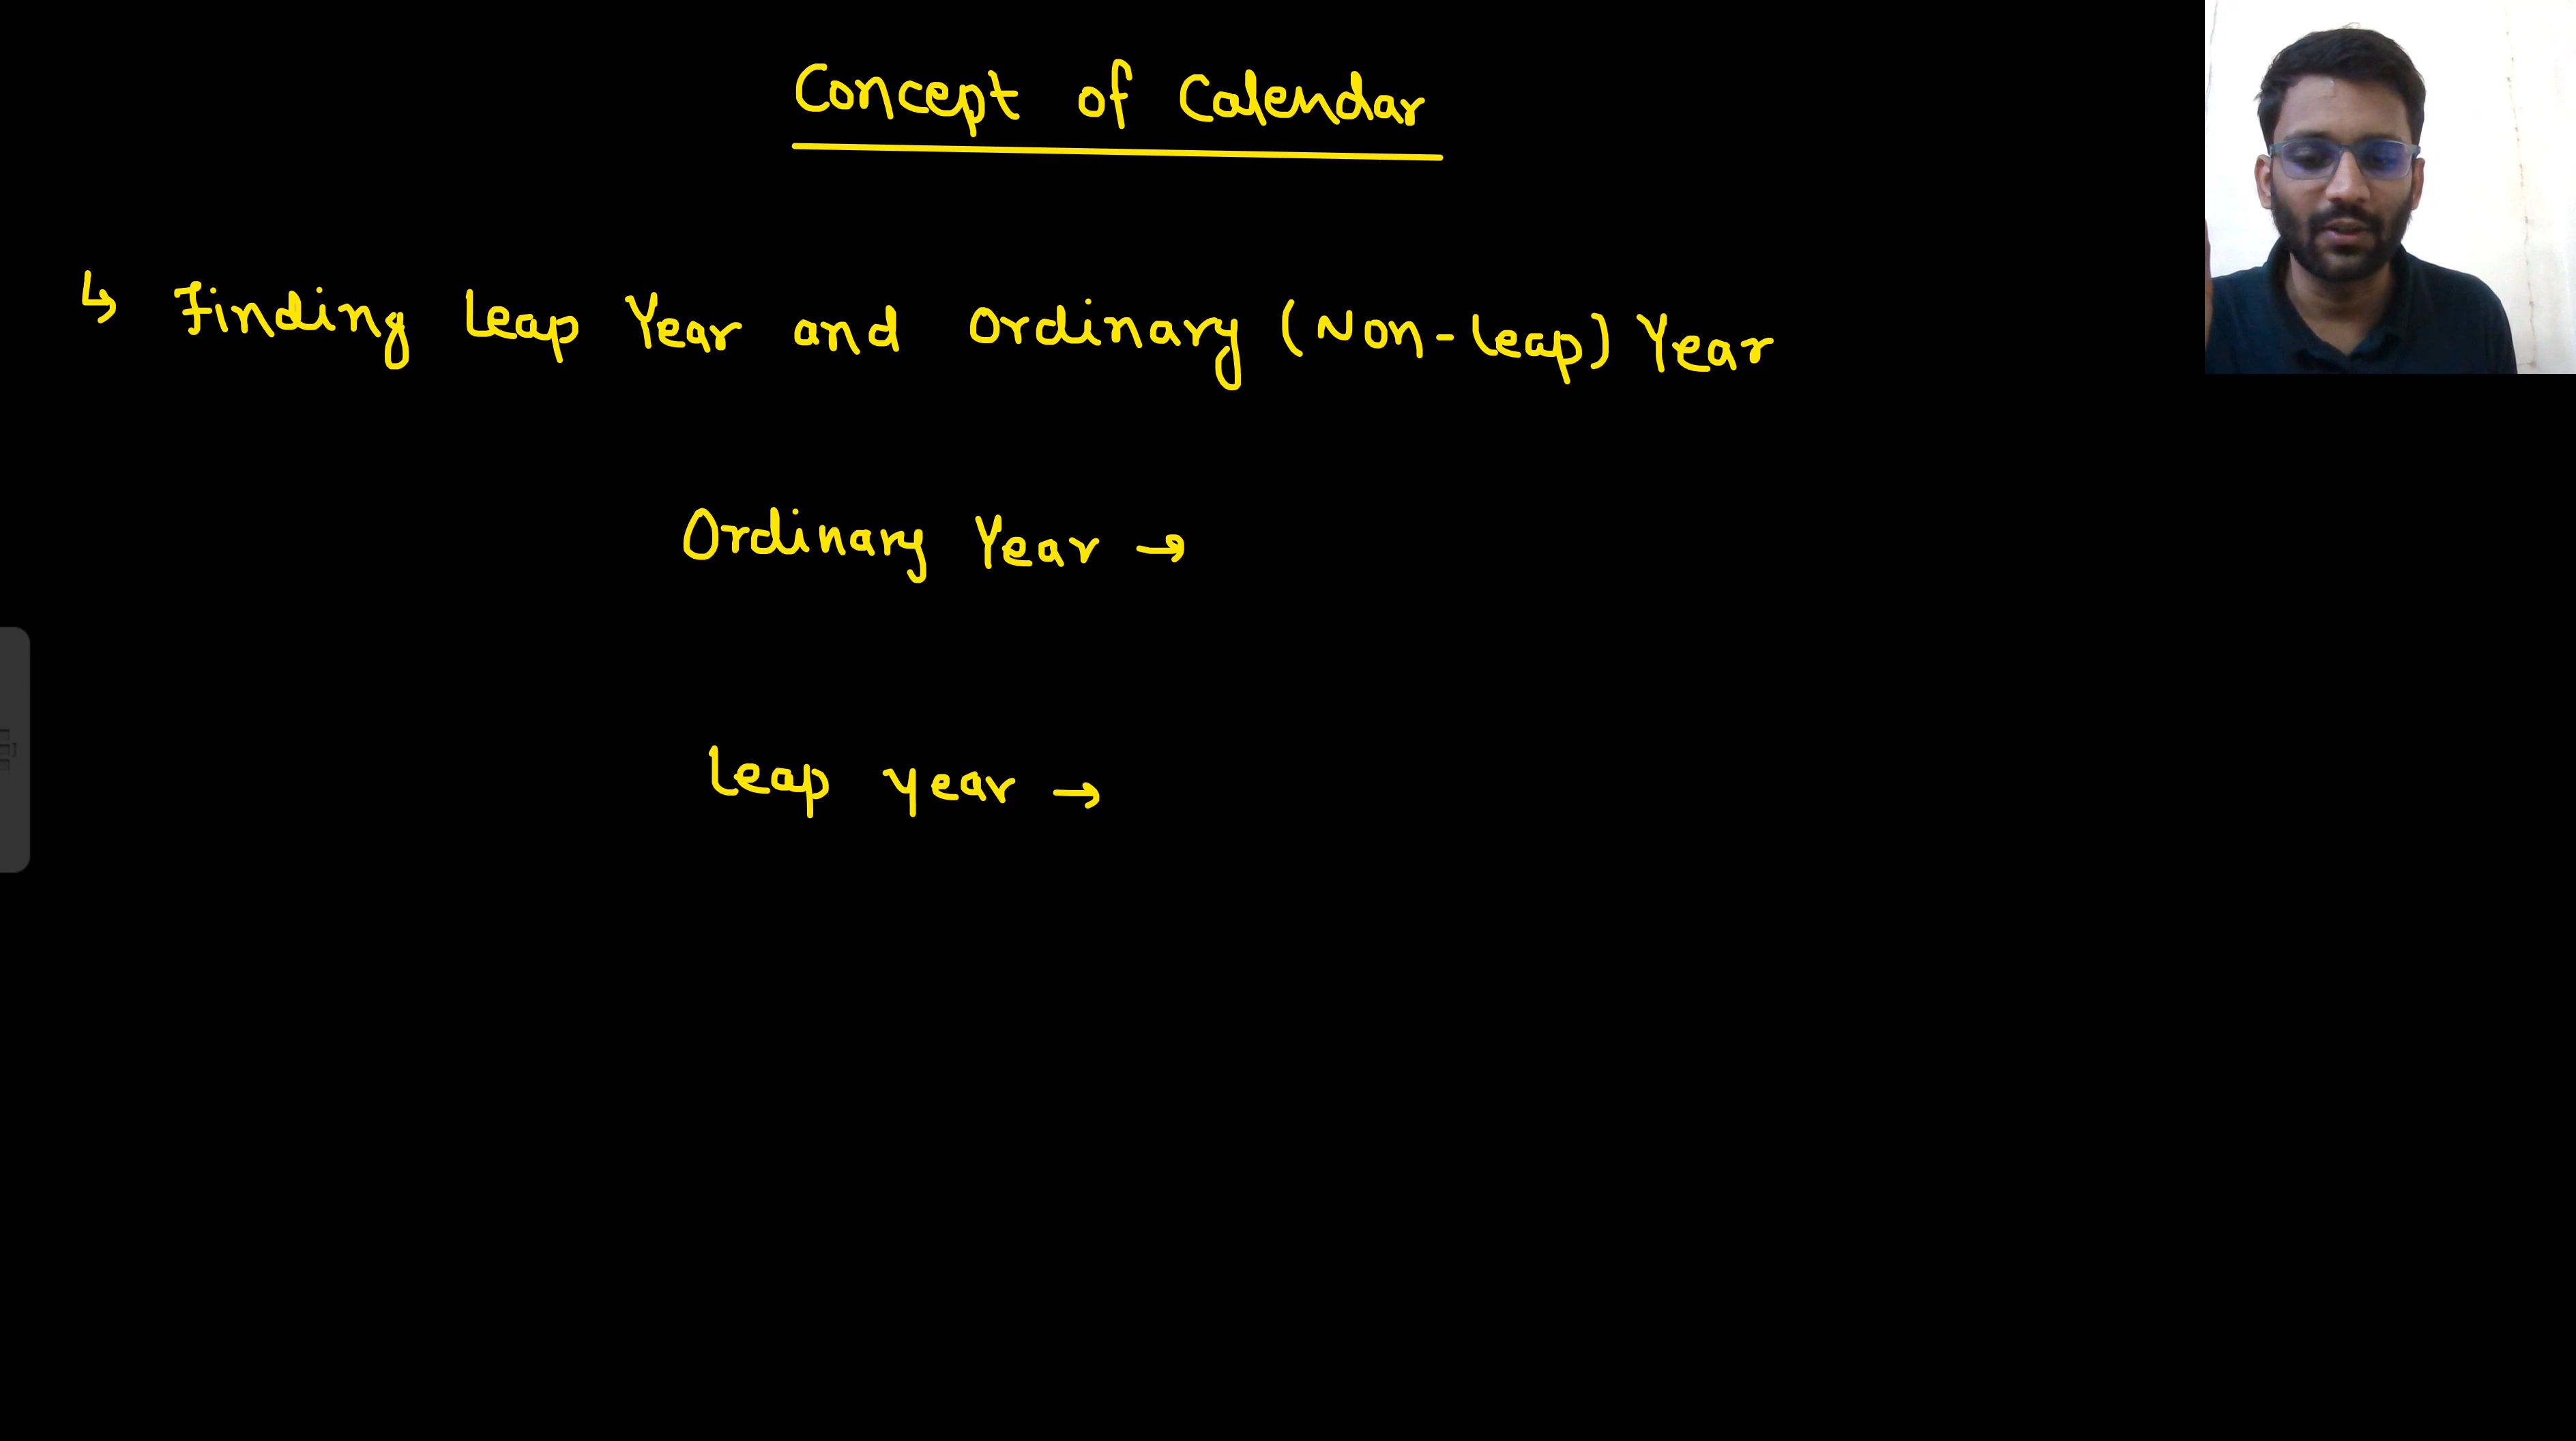 Concept of Calendar
↳ Finding Leap Year and Ordinary (Non-Leap) Year
Ordinary Year →
Leap year →